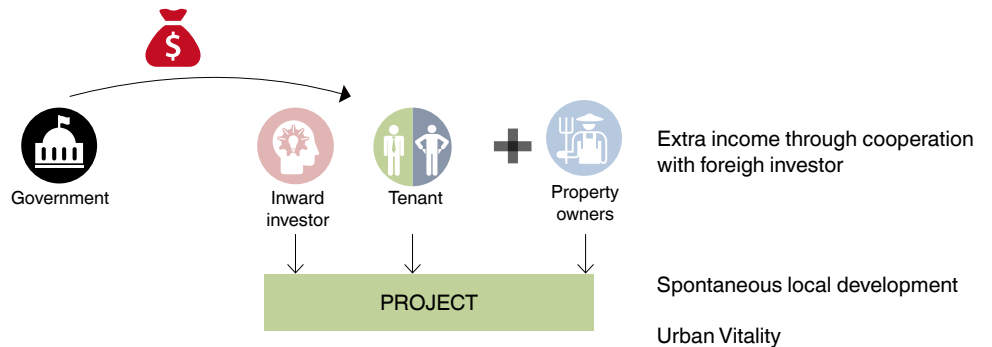 $
Government
Inward
investor
Tenant
Property
owners
Extra income through cooperation
with foreigh investor
PROJECT
Spontaneous local development
Urban Vitality